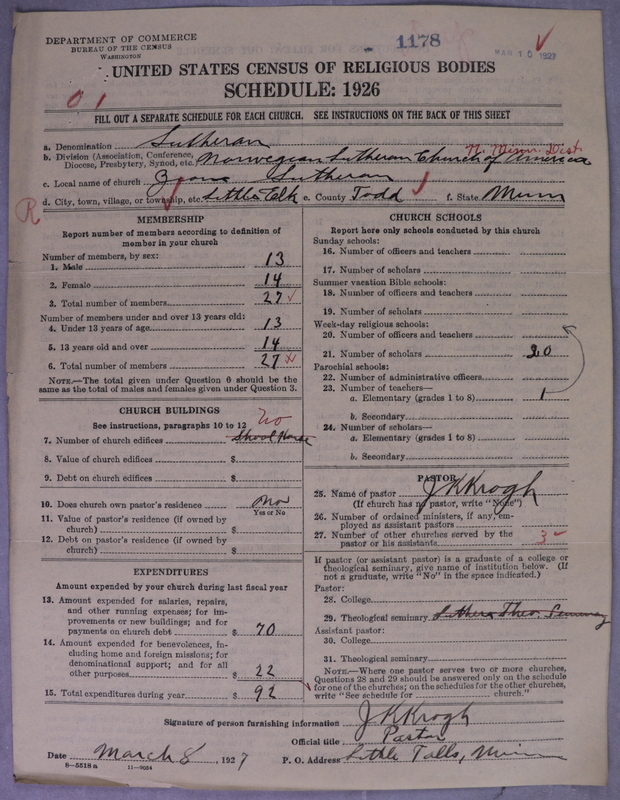 DEPARTMENT OF COMMERCE
BUREAU OF THE CENSUS
WASHINGTON
1178
MAR 10 1927
UNITED STATES CENSUS OF RELIGIOUS BODIES
SCHEDULE: 1926
01
FILL OUT A SEPARATE SCHEDULE FOR EACH CHURCH. SEE INSTRUCTIONS ON THE BACK OF THIS SHEET
a. Denomination Lutheran
N. Minn. Dist.
b. Division (Association, Conference, Diocese, Presbytery, Synod, etc.) Norwegian Lutheran Church of America
c. Local name of church Zions Lutheran
d. City, town, village, or township, etc. Little Elk e. County Todd f. State Minn
R
MEMBERSHIP
Report number of members according to definition of
member in your church
Number of members, by sex:
1. Male 13
2. Female 14
3. Total number of members 27
Number of members under and over 13 years old:
4. Under 13 years of age 13
5. 13 years old and over 14
6. Total number of members 27
NOTE.—The total given under Question 6 should be the
same as the total of males and females given under Question 3.
CHURCH BUILDINGS
See instructions, paragraphs 10 to 12
no
7. Number of church edifices School House
8. Value of church edifices $
9. Debt on church edifices $
10. Does church own pastor's residence? no
Yes or No
11. Value of pastor's residence (if owned by
church) $
12. Debt on pastor's residence (if owned by
church) $
EXPENDITURES
Amount expended by your church during last fiscal year
13. Amount expended for salaries, repairs,
and other running expenses; for im-
provements or new buildings; and for
payments on church debt $ 70
14. Amount expended for benevolences, in-
cluding home and foreign missions; for
denominational support; and for all
other purposes $ 22
15. Total expenditures during year $ 92
CHURCH SCHOOLS
Report here only schools conducted by this church
Sunday schools:
16. Number of officers and teachers
17. Number of scholars
Summer vacation Bible schools:
18. Number of officers and teachers
19. Number of scholars
Week-day religious schools:
20. Number of officers and teachers
21. Number of scholars 20
Parochial schools:
22. Number of administrative officers
23. Number of teachers—
a. Elementary (grades 1 to 8) 1
b. Secondary
24. Number of scholars—
a. Elementary (grades 1 to 8)
b. Secondary
PASTOR
25. Name of pastor J K Krogh
(If church has no pastor, write "None")
26. Number of ordained ministers, if any, em-
ployed as assistant pastors
27. Number of other churches served by the
pastor or his assistants 3
If pastor (or assistant pastor) is a graduate of a college or
theological seminary, give name of institution below. (If
not a graduate, write "No" in the space indicated.)
Pastor:
28. College
29. Theological seminary Luther Theo. Seminary
Assistant pastor:
30. College
31. Theological seminary
NOTE.—Where one pastor serves two or more churches,
Questions 28 and 29 should be answered only on the schedule
for one of the churches; on the schedules for the other churches,
write "See schedule for church."
Signature of person furnishing information J K Krogh
Official title Pastor
Date March 8, 1927 P. O. Address Little Falls, Minn
8—5518a 11—9054